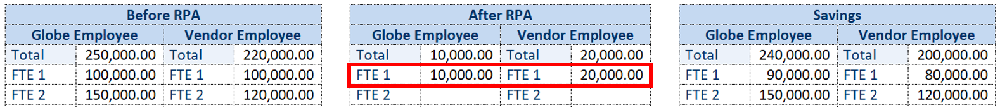 Before RPA
Globe Employee Vendor Employee
Total 250,000.00 Total 220,000.00
FTE 1 100,000.00 FTE 1 100,000.00
FTE 2 150,000.00 FTE 2 120,000.00
After RPA
Globe Employee Vendor Employee
Total 10,000.00 Total 20,000.00
FTE 1 10,000.00 FTE 1 20,000.00
FTE 2 FTE 2
Savings
Globe Employee Vendor Employee
Total 240,000.00 Total 200,000.00
FTE 1 90,000.00 FTE 1 80,000.00
FTE 2 150,000.00 FTE 2 120,000.00